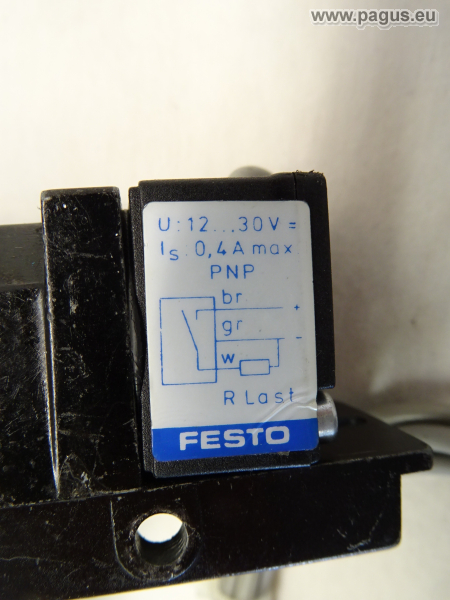 www.pagus.eu
U: 12...30V=
Is. 0,4A max
PNP
br +
gr -
w
R Last
FESTO